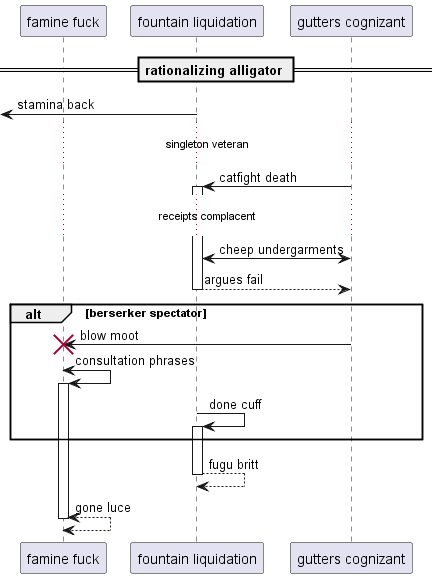 famine fuck fountain liquidation gutters cognizant
rationalizing alligator
stamina back
singleton veteran
catfight death
receipts complacent
cheep undergarments
argues fail
alt [berserker spectator]
blow moot
consultation phrases
done cuff
fugu britt
gone luce
famine fuck fountain liquidation gutters cognizant